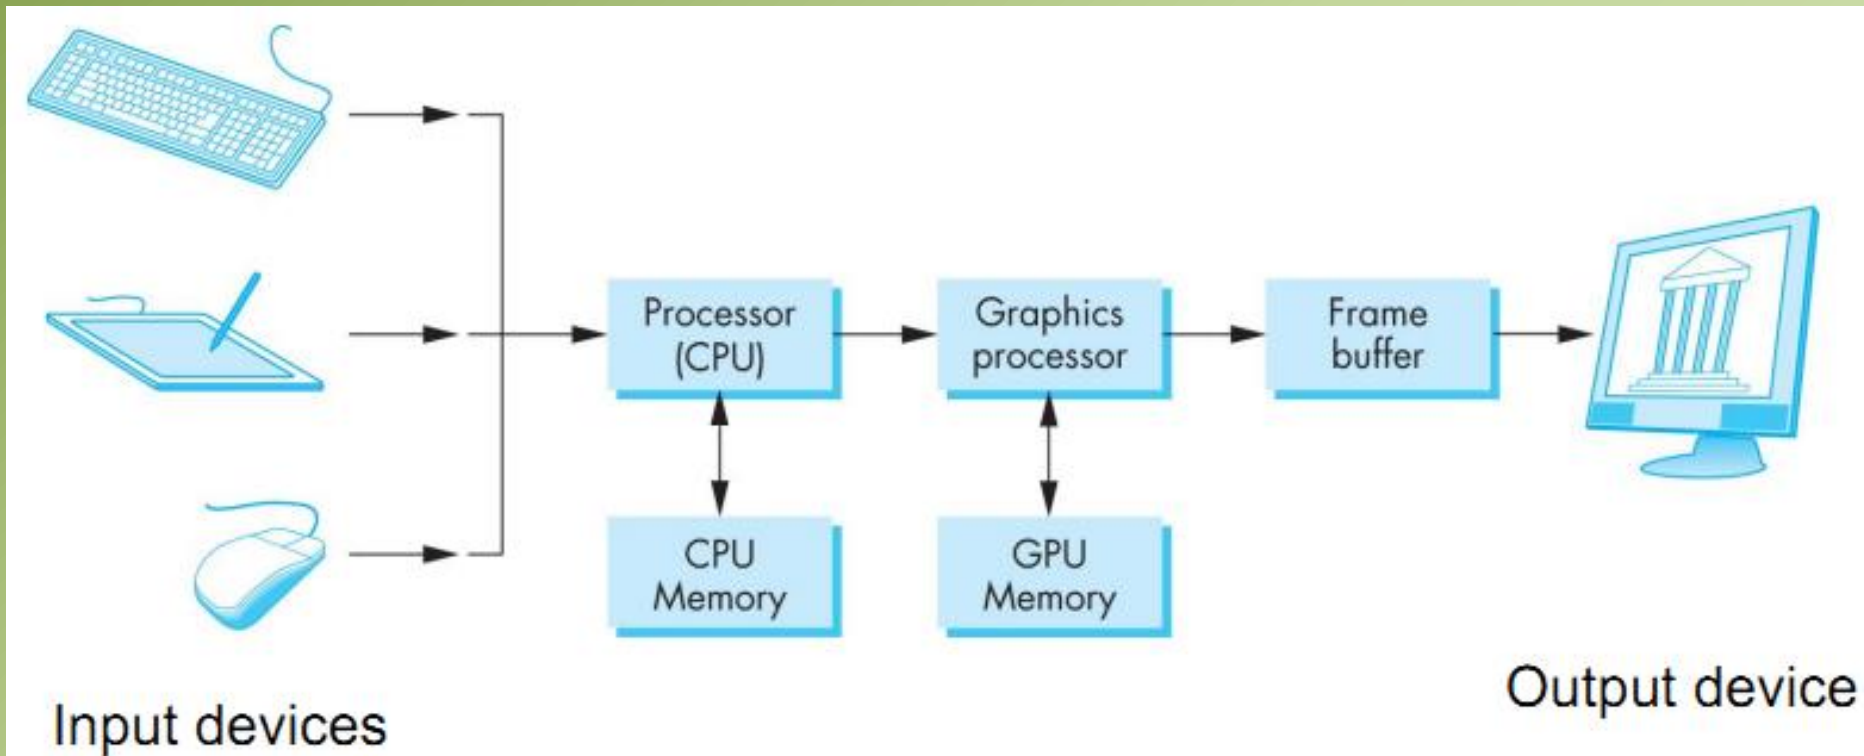 Processor
(CPU)
Graphics
processor
Frame
buffer
CPU
Memory
GPU
Memory
Input devices
Output device